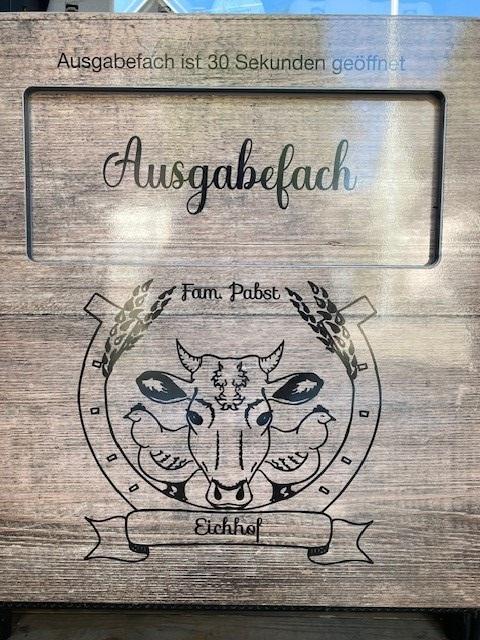 Ausgabefach ist 30 Sekunden geöffnet
Ausgabefach
Fam. Pabst
Eichhof